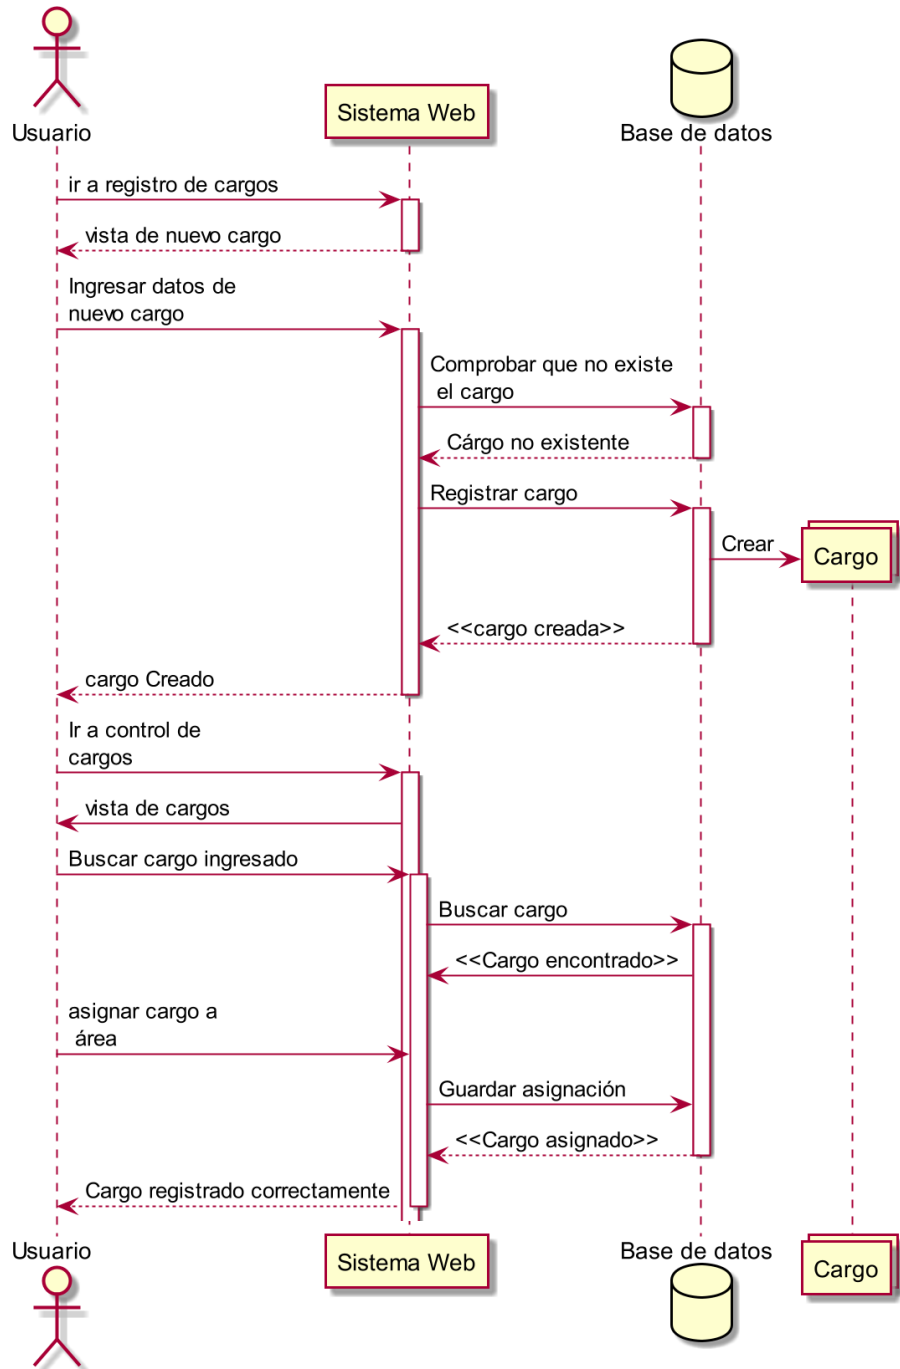 Usuario
Sistema Web
Base de datos
ir a registro de cargos
vista de nuevo cargo
Ingresar datos de
nuevo cargo
Comprobar que no existe
el cargo
Cárgo no existente
Registrar cargo
Crear
Cargo
<<cargo creada>>
cargo Creado
Ir a control de
cargos
vista de cargos
Buscar cargo ingresado
Buscar cargo
<<Cargo encontrado>>
asignar cargo a
área
Guardar asignación
<<Cargo asignado>>
Cargo registrado correctamente
Usuario
Sistema Web
Base de datos
Cargo